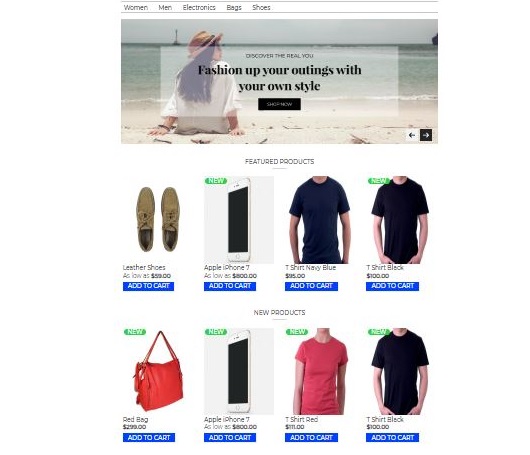 Women Men Electronics Bags Shoes
DISCOVER THE REAL YOU
Fashion up your outings with
your own style
SHOP NOW
FEATURED PRODUCTS
NEW NEW
Leather Shoes Apple iPhone 7 T Shirt Navy Blue T Shirt Black
As low as $59.00 As low as $800.00 $115.00 $100.00
ADD TO CART ADD TO CART ADD TO CART ADD TO CART
NEW PRODUCTS
NEW NEW NEW NEW
Red Bag Apple iPhone 7 T Shirt Red T Shirt Black
$299.00 As low as $800.00 $111.00 $100.00
ADD TO CART ADD TO CART ADD TO CART ADD TO CART